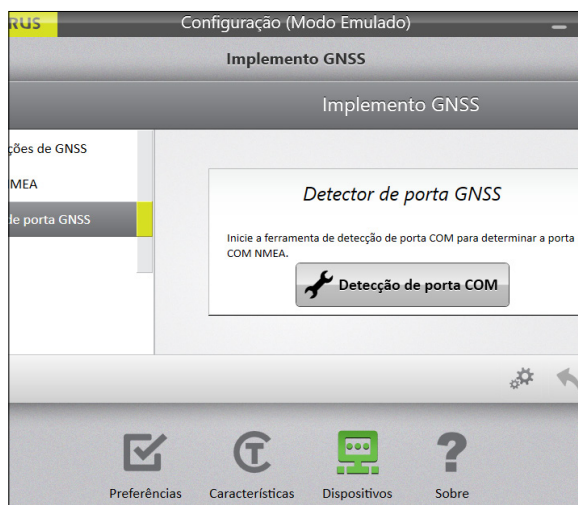 RUS
Configuração (Modo Emulado)
Implemento GNSS
Implemento GNSS
ções de GNSS
MEA
de porta GNSS
Detector de porta GNSS
Inicie a ferramenta de detecção de porta COM para determinar a porta
COM NMEA.
Detecção de porta COM
Preferências
Características
Dispositivos
Sobre